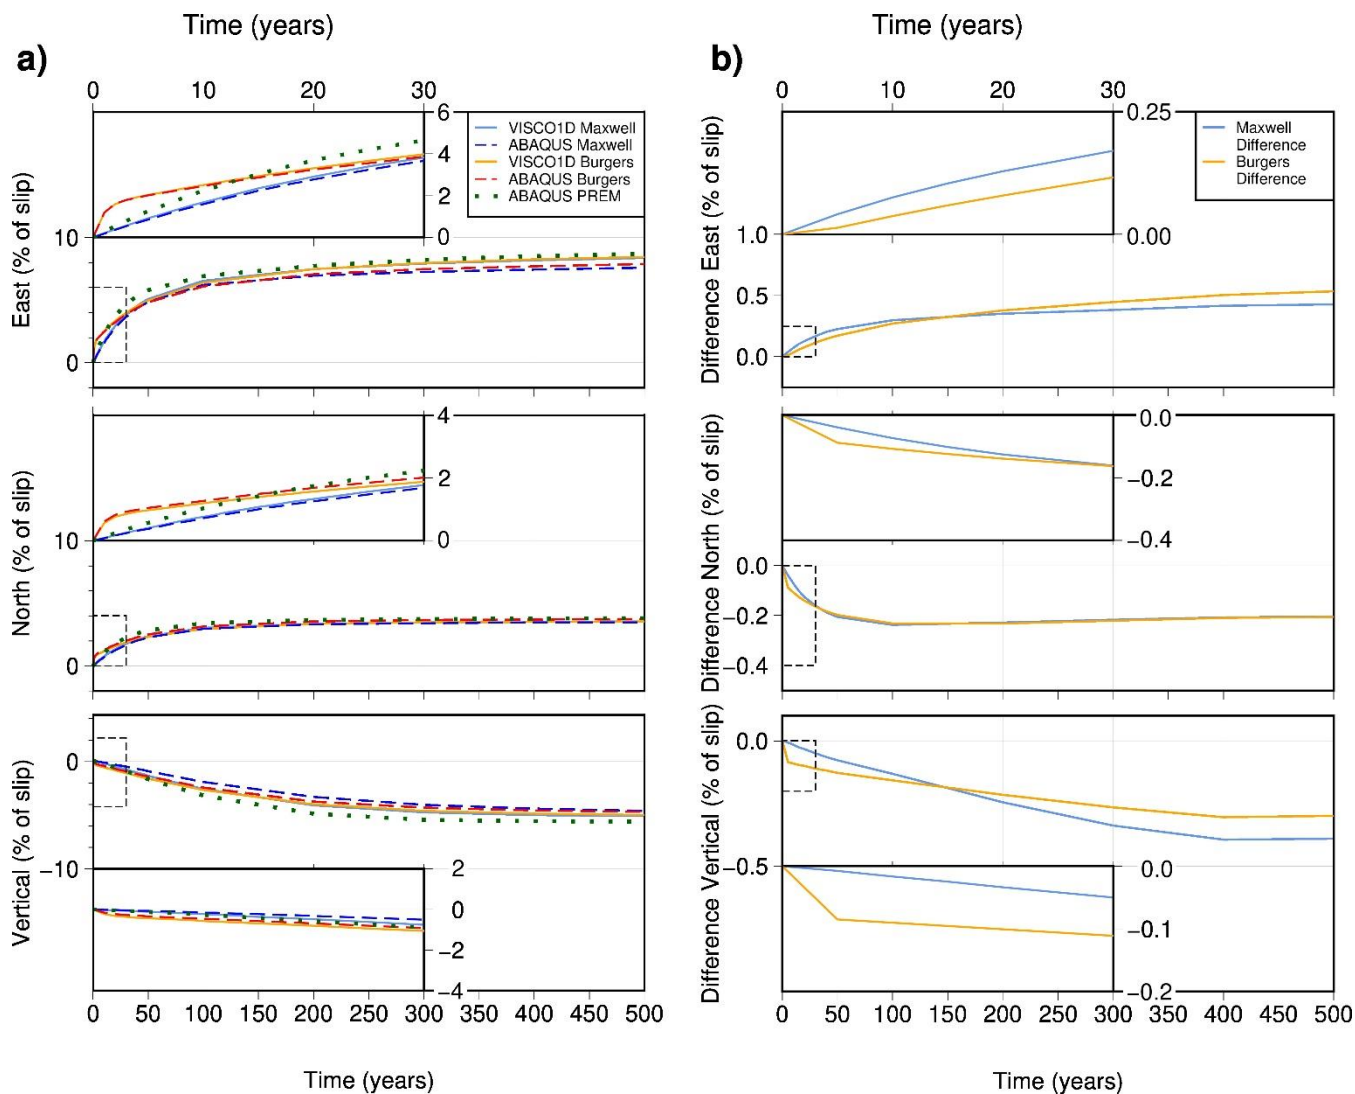 Time (years)
a)
0 10 20 30
6
4
2
0
VISCO1D Maxwell
ABAQUS Maxwell
VISCO1D Burgers
ABAQUS Burgers
ABAQUS PREM
East (% of slip)
10
0
4
2
0
North (% of slip)
10
0
Vertical (% of slip)
0
−10
2
0
−2
−4
0 50 100 150 200 250 300 350 400 450 500
Time (years)
Time (years)
b)
0 10 20 30
0.25
0.00
Maxwell
Difference
Burgers
Difference
Difference East (% of slip)
1.0
0.5
0.0
0.0
−0.2
−0.4
Difference North (% of slip)
0.0
−0.2
−0.4
Difference Vertical (% of slip)
0.0
−0.5
0.0
−0.1
−0.2
0 50 100 150 200 250 300 350 400 450 500
Time (years)